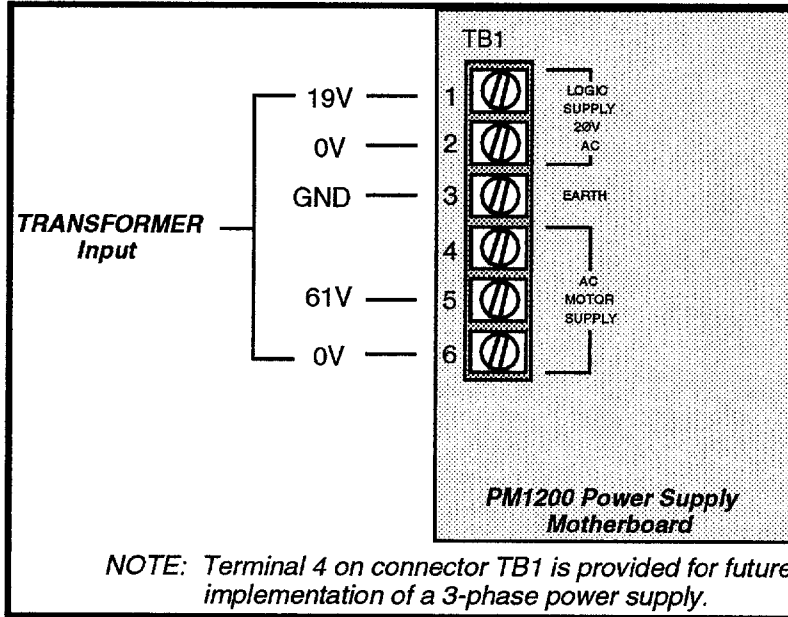 TB1
19V 1 LOGIC
SUPPLY
20V
0V 2 AC
GND 3 EARTH
TRANSFORMER
Input
4
AC
61V 5 MOTOR
SUPPLY
0V 6
PM1200 Power Supply
Motherboard
NOTE: Terminal 4 on connector TB1 is provided for future
implementation of a 3-phase power supply.